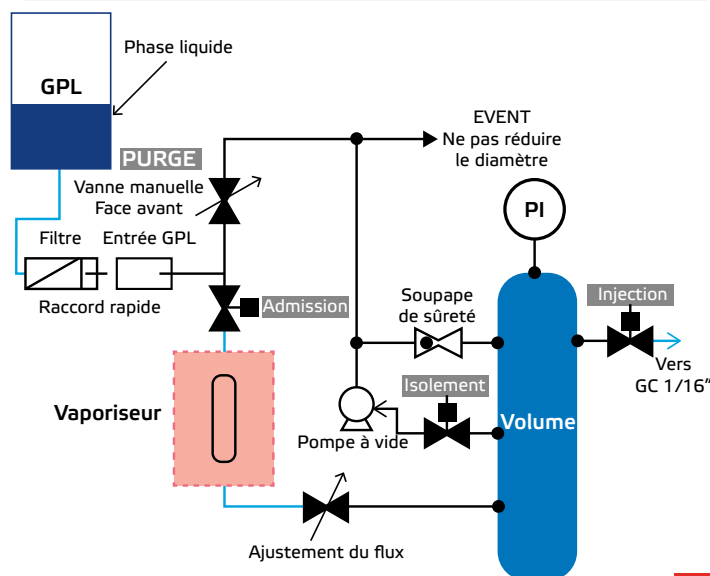 Phase liquide
GPL
EVENT
Ne pas réduire
le diamètre
PURGE
Vanne manuelle
Face avant
PI
Filtre
Entrée GPL
Raccord rapide
Admission
Soupape
de sûreté
Injection
Vers
GC 1/16”
Isolement
Vaporiseur
Volume
Pompe à vide
Ajustement du flux